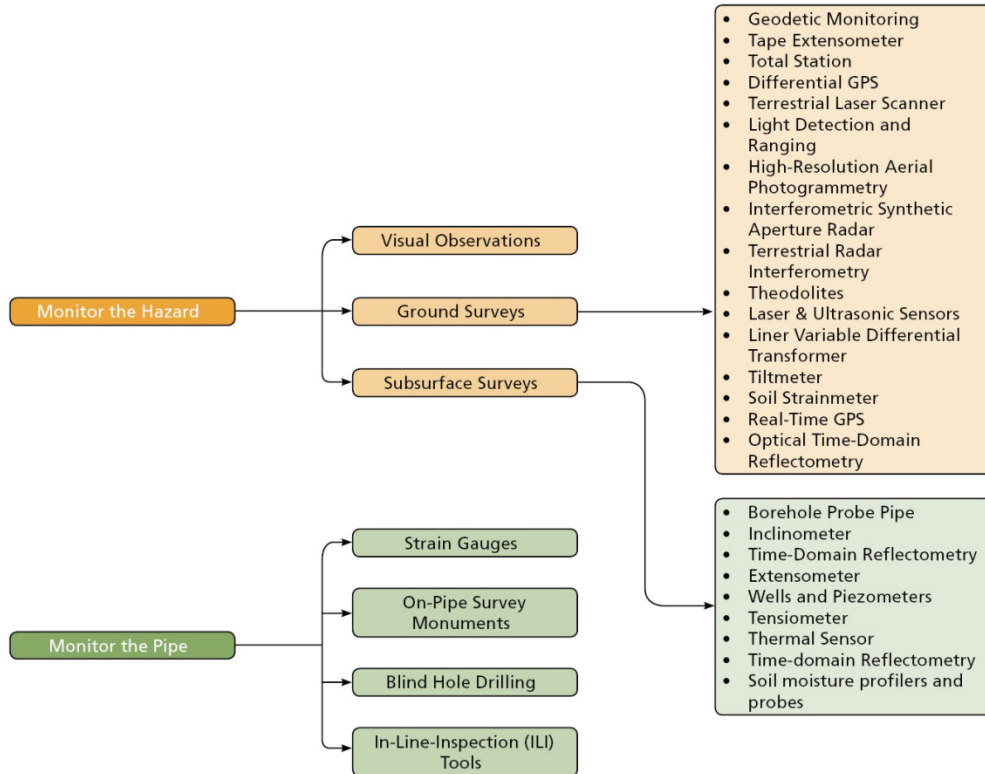 Monitor the Hazard
Visual Observations
Ground Surveys
Subsurface Surveys
• Geodetic Monitoring
• Tape Extensometer
• Total Station
• Differential GPS
• Terrestrial Laser Scanner
• Light Detection and
Ranging
• High-Resolution Aerial
Photogrammetry
• Interferometric Synthetic
Aperture Radar
• Terrestrial Radar
Interferometry
• Theodolites
• Laser & Ultrasonic Sensors
• Liner Variable Differential
Transformer
• Tiltmeter
• Soil Strainmeter
• Real-Time GPS
• Optical Time-Domain
Reflectometry
• Borehole Probe Pipe
• Inclinometer
• Time-Domain Reflectometry
• Extensometer
• Wells and Piezometers
• Tensiometer
• Thermal Sensor
• Time-domain Reflectometry
• Soil moisture profilers and
probes
Monitor the Pipe
Strain Gauges
On-Pipe Survey
Monuments
Blind Hole Drilling
In-Line-Inspection (ILI)
Tools